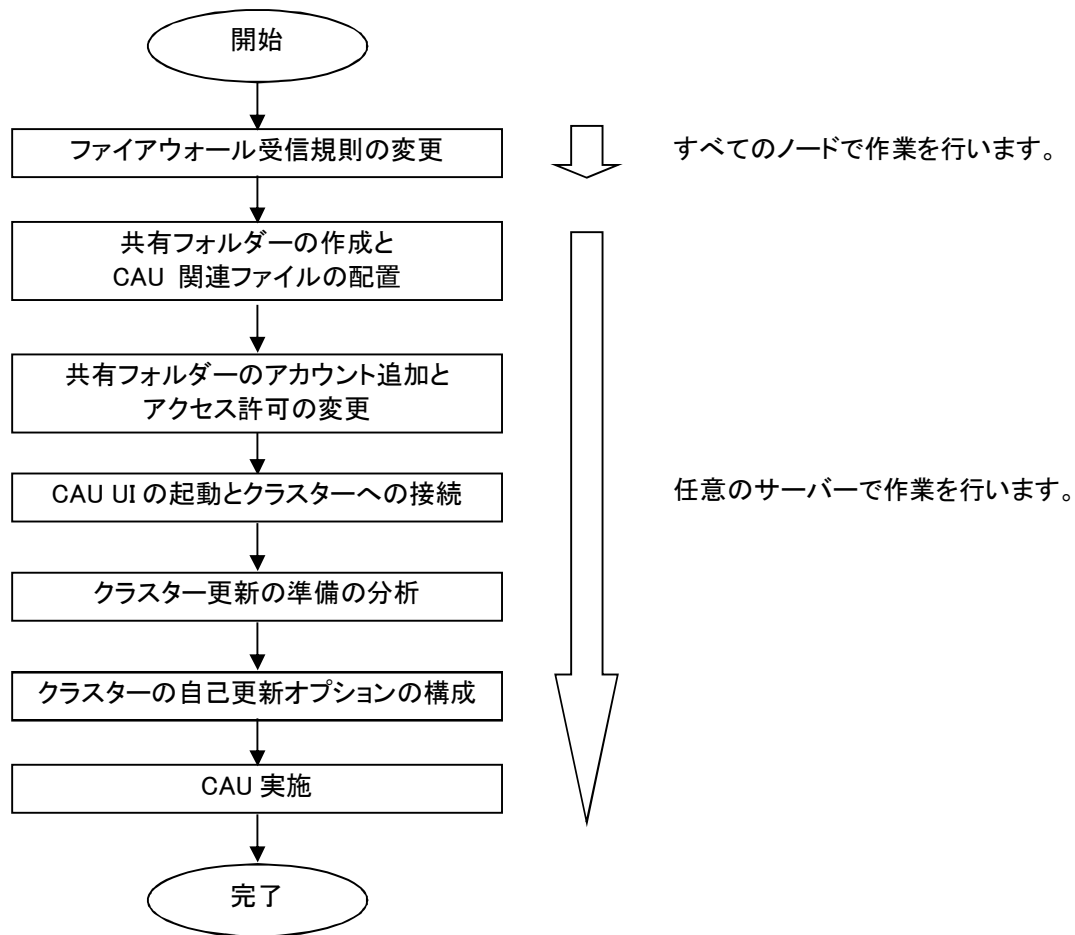 開始
ファイアウォール受信規則の変更
すべてのノードで作業を行います。
共有フォルダーの作成と
CAU 関連ファイルの配置
共有フォルダーのアカウント追加と
アクセス許可の変更
CAU UI の起動とクラスターへの接続
任意のサーバーで作業を行います。
クラスター更新の準備の分析
クラスターの自己更新オプションの構成
CAU 実施
完了